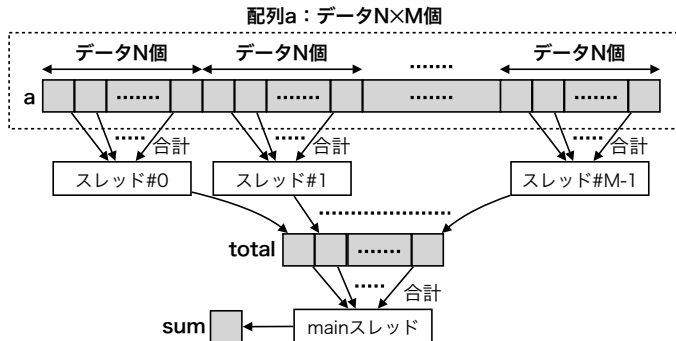 配列a：データN×M個
データN個 データN個 ....... データN個
a ....... ....... ....... .......
...... 合計 ...... 合計 ...... 合計
スレッド#0 スレッド#1 スレッド#M-1
total .......
..... 合計
sum mainスレッド